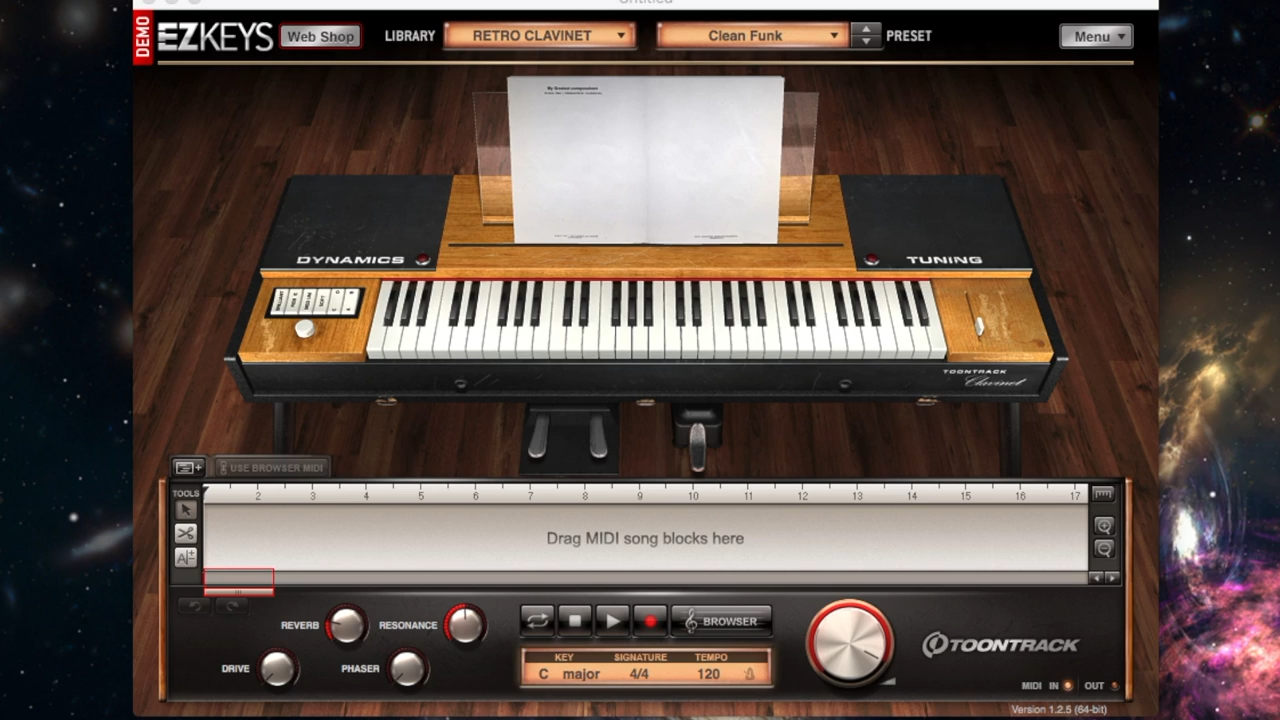 Untitled
DEMO
EZKEYS
Web Shop
LIBRARY
RETRO CLAVINET
Clean Funk
PRESET
Menu
My Greatest compositions
DYNAMICS
TUNING
TOONTRACK
Clavinet
USE BROWSER MIDI
TOOLS
2 3 4 5 6 7 8 9 10 11 12 13 14 15 16 17
Drag MIDI song blocks here
REVERB
RESONANCE
BROWSER
DRIVE
PHASER
KEY SIGNATURE TEMPO
C major 4/4 120
TOONTRACK
MIDI IN OUT
Version 1.2.5 (64-bit)